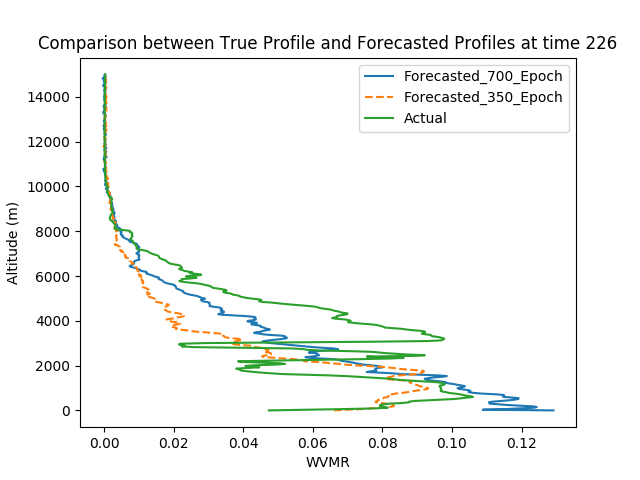 Comparison between True Profile and Forecasted Profiles at time 226
Forecasted_700_Epoch
Forecasted_350_Epoch
Actual
Altitude (m)
14000
12000
10000
8000
6000
4000
2000
0
0.00 0.02 0.04 0.06 0.08 0.10 0.12
WVMR